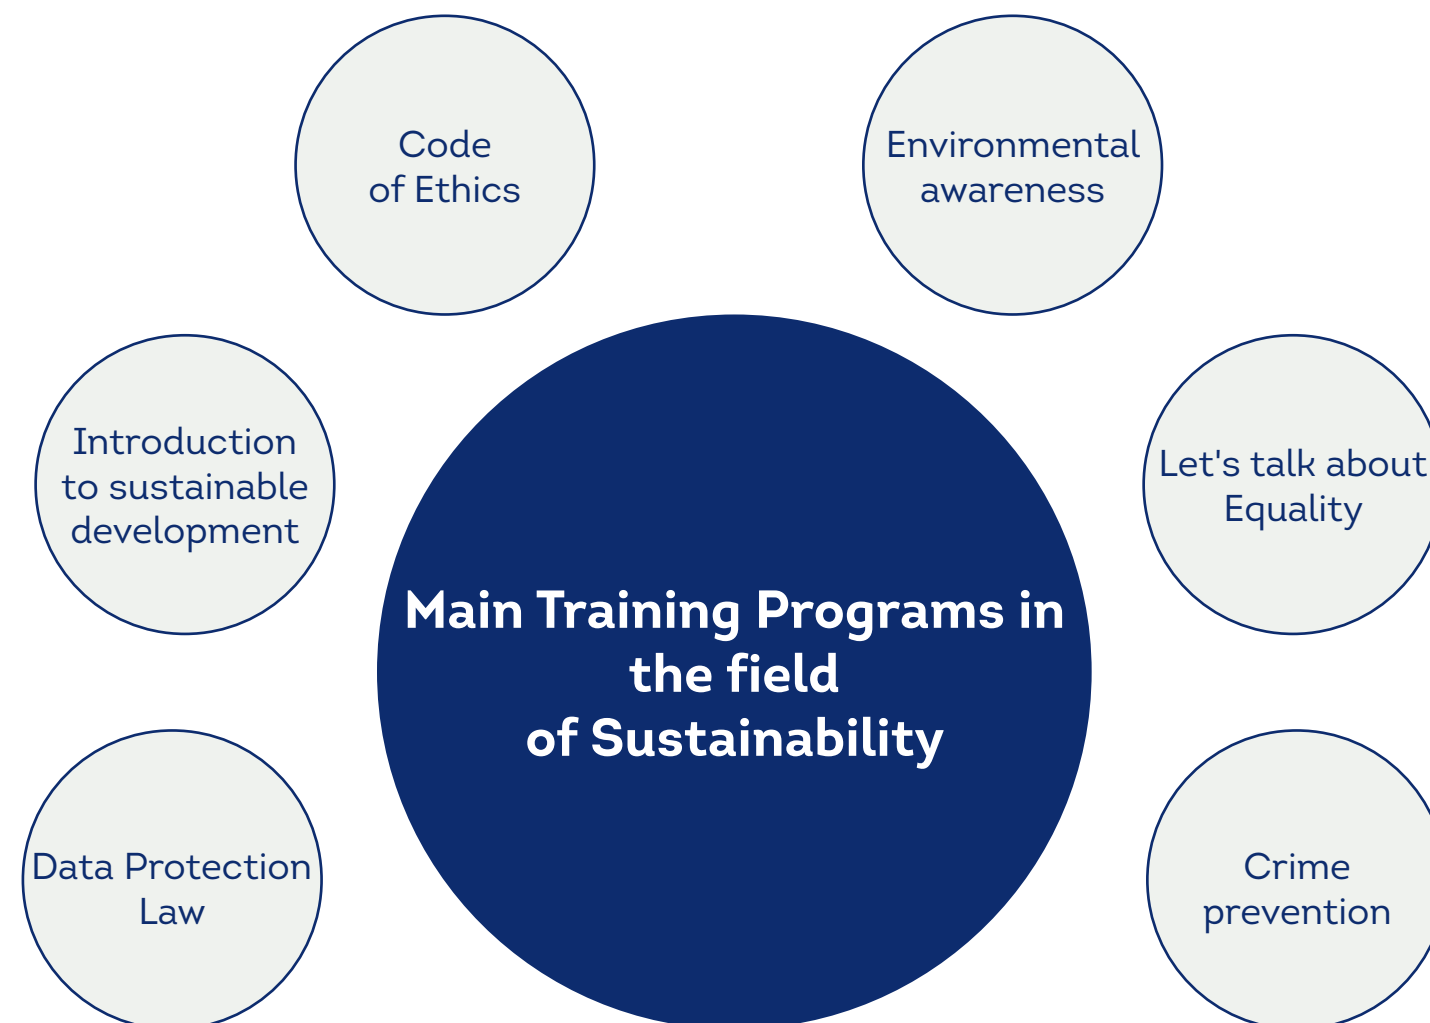 Code
of Ethics
Environmental
awareness
Introduction
to sustainable
development
Let's talk about
Equality
Main Training Programs in
the field
of Sustainability
Data Protection
Law
Crime
prevention